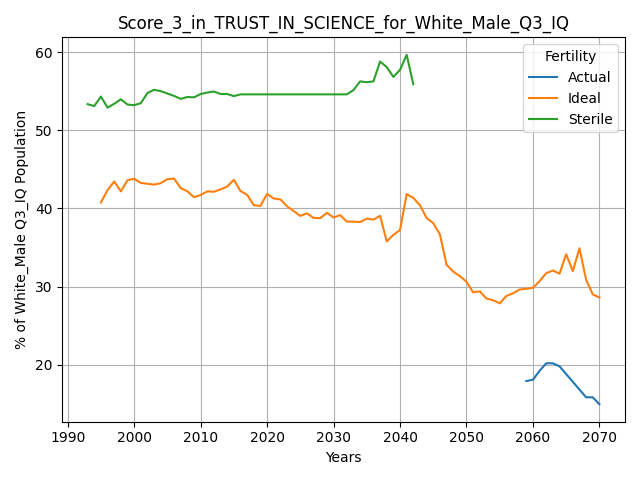 Score_3_in_TRUST_IN_SCIENCE_for_White_Male_Q3_IQ
Fertility
Actual
Ideal
Sterile
% of White_Male Q3_IQ Population
60
50
40
30
20
1990 2000 2010 2020 2030 2040 2050 2060 2070
Years